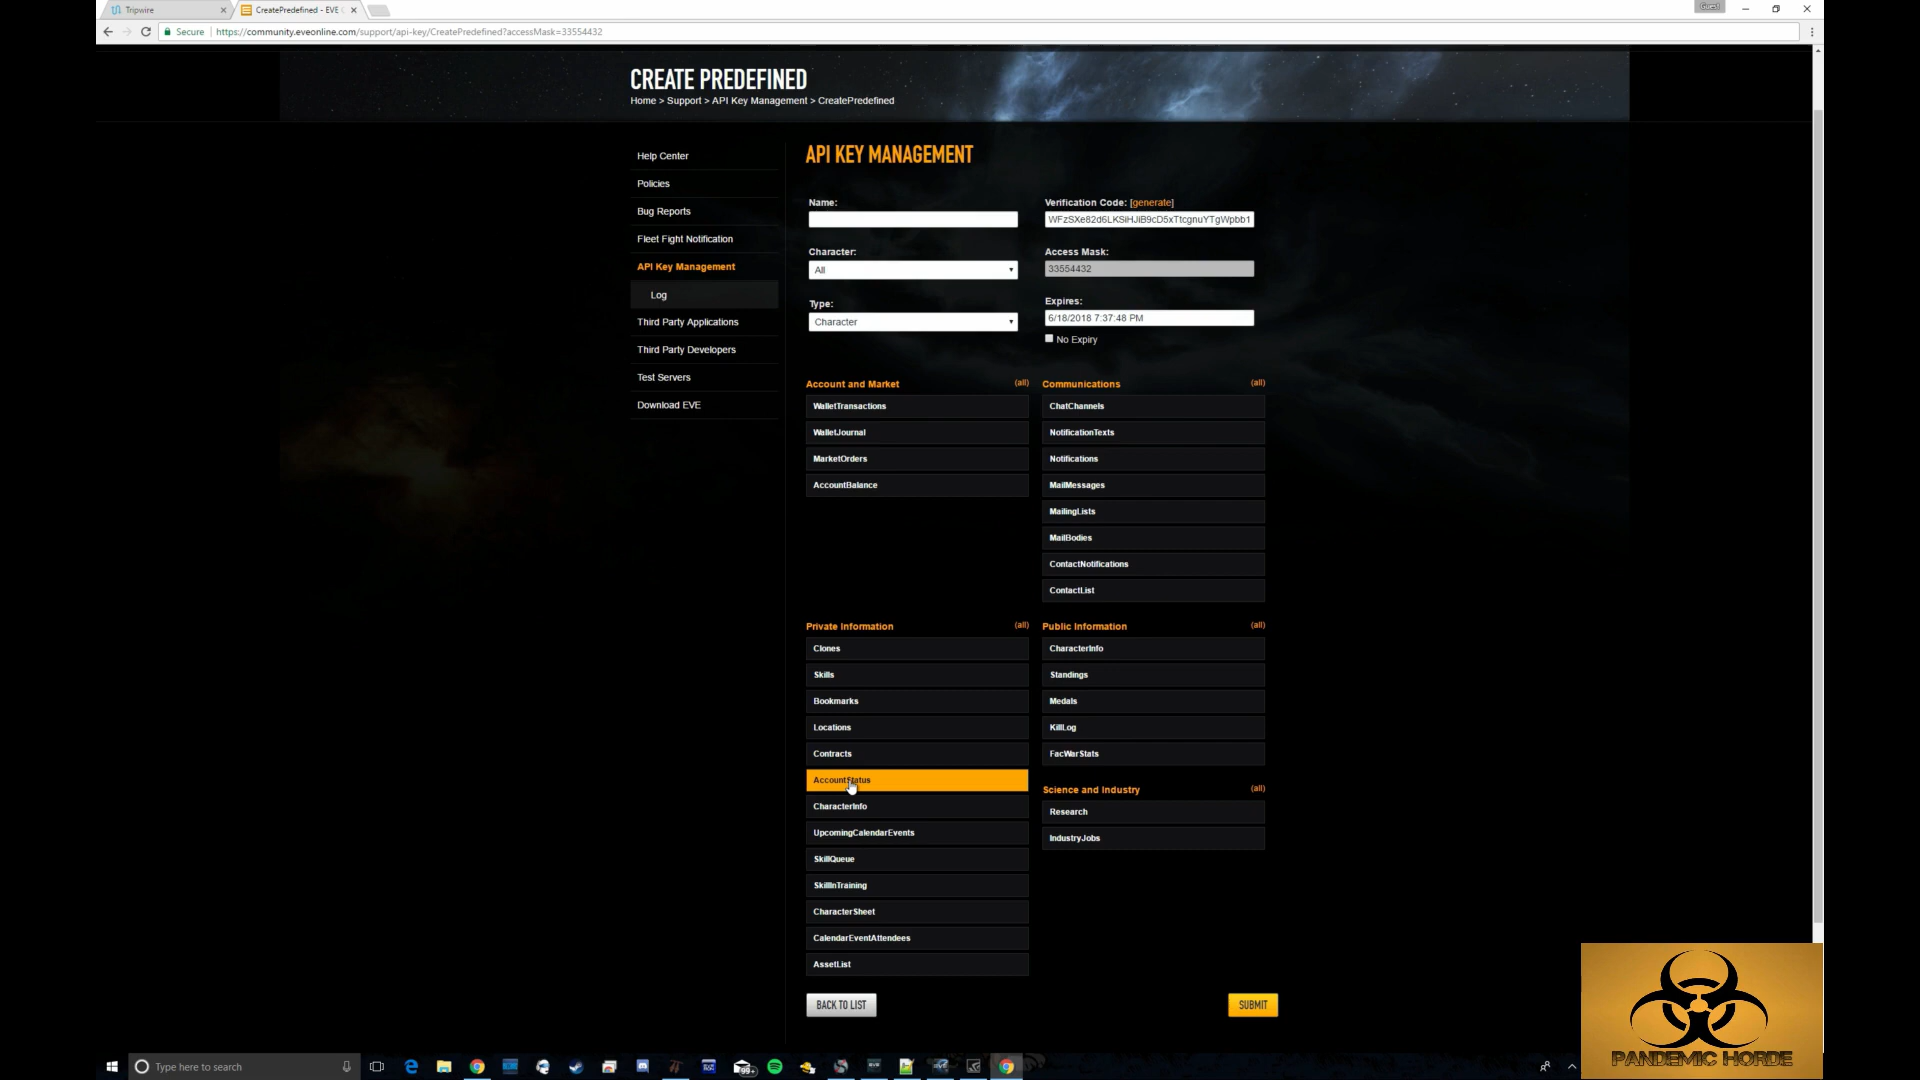 Tripwire
CreatePredefined - EVE C
Guest
Secure
https://community.eveonline.com/support/api-key/CreatePredefined?accessMask=33554432
CREATE PREDEFINED
Home > Support > API Key Management > CreatePredefined
Help Center
Policies
Bug Reports
Fleet Fight Notification
API Key Management
Log
Third Party Applications
Third Party Developers
Test Servers
Download EVE
API KEY MANAGEMENT
Name:
Verification Code: [generate]
WFzSXe82d6LKSiHJiB9cD5xTtcgnuYTgWpbb1
Character:
All
Access Mask:
33554432
Type:
Character
Expires:
6/18/2018 7:37:48 PM
No Expiry
Account and Market (all)
WalletTransactions
WalletJournal
MarketOrders
AccountBalance
Communications (all)
ChatChannels
NotificationTexts
Notifications
MailMessages
MailingLists
MailBodies
ContactNotifications
ContactList
Private Information (all)
Clones
Skills
Bookmarks
Locations
Contracts
AccountStatus
CharacterInfo
UpcomingCalendarEvents
SkillQueue
SkillInTraining
CharacterSheet
CalendarEventAttendees
AssetList
Public Information (all)
CharacterInfo
Standings
Medals
KillLog
FacWarStats
Science and Industry (all)
Research
IndustryJobs
BACK TO LIST
SUBMIT
PANDEMIC HORDE
Type here to search
99+